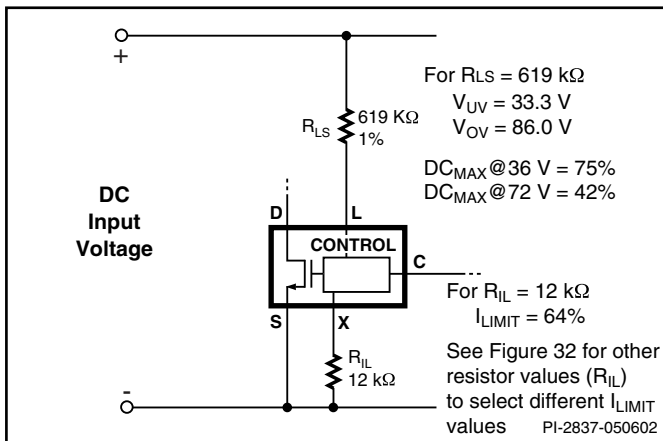 +
For RLS = 619 kΩ
VUV = 33.3 V
VOV = 86.0 V
RLS
619 KΩ
1%
DCMAX@36 V = 75%
DCMAX@72 V = 42%
DC
Input
Voltage
D
L
CONTROL
C
For RIL = 12 kΩ
ILIMIT = 64%
S
X
RIL
12 kΩ
See Figure 32 for other
resistor values (RIL)
to select different ILIMIT
values
-
PI-2837-050602